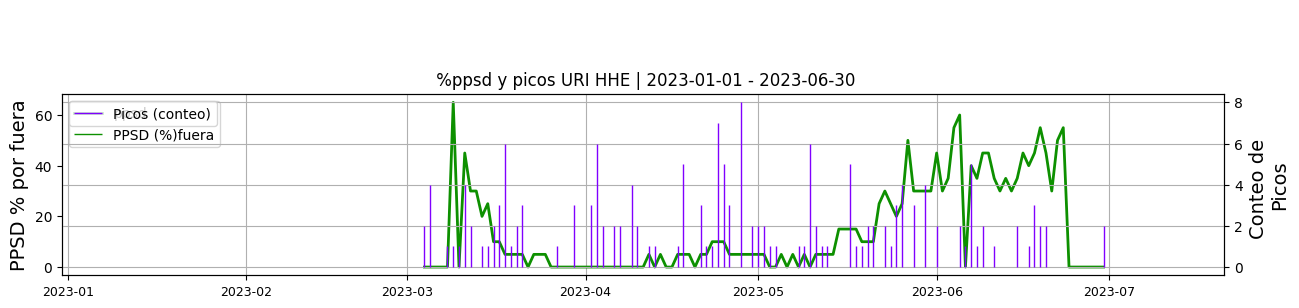 %ppsd y picos URI HHE | 2023-01-01 - 2023-06-30
PPSD % por fuera
60
40
20
0
Picos (conteo)
PPSD (%)fuera
8
6
4
2
0
Conteo de
Picos
2023-01
2023-02
2023-03
2023-04
2023-05
2023-06
2023-07